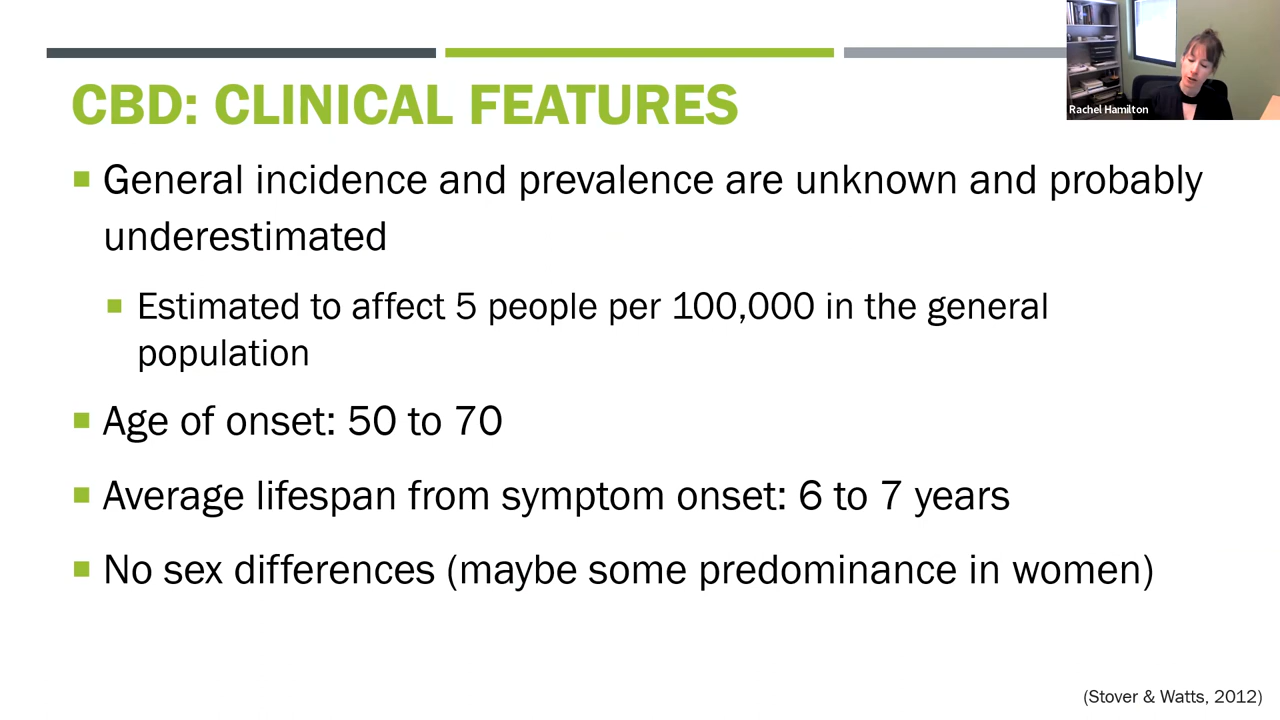 Rachel Hamilton
CBD: CLINICAL FEATURES
General incidence and prevalence are unknown and probably
underestimated
Estimated to affect 5 people per 100,000 in the general
population
Age of onset: 50 to 70
Average lifespan from symptom onset: 6 to 7 years
No sex differences (maybe some predominance in women)
(Stover & Watts, 2012)